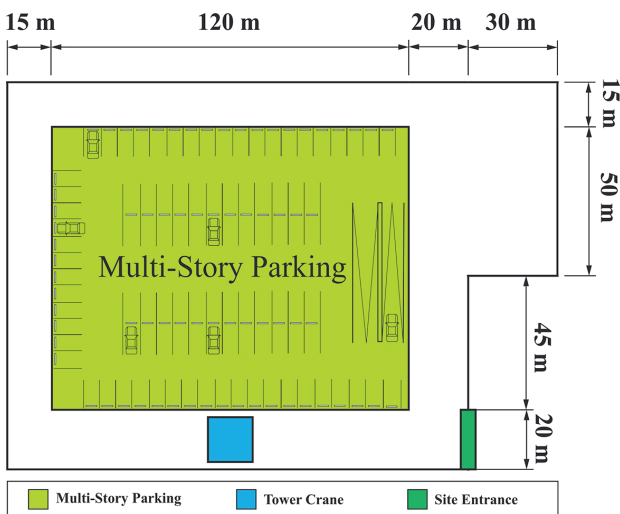 15 m
120 m
20 m
30 m
15 m
50 m
Multi-Story Parking
45 m
20 m
Multi-Story Parking
Tower Crane
Site Entrance